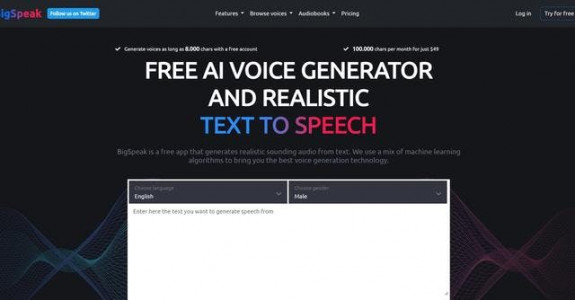 BigSpeak
Follow us on Twitter
Features
Browse voices
Audiobooks
Pricing
Log in
Try for free
Generate voices as long as 8,000 chars with a free account
100,000 chars per month for just $49
FREE AI VOICE GENERATOR
AND REALISTIC
TEXT TO SPEECH
BigSpeak is a free app that generates realistic sounding audio from text. We use a mix of machine learning
algorithms to bring you the best voice generation technology.
Choose language
English
Choose gender
Male
Enter here the text you want to generate speech from